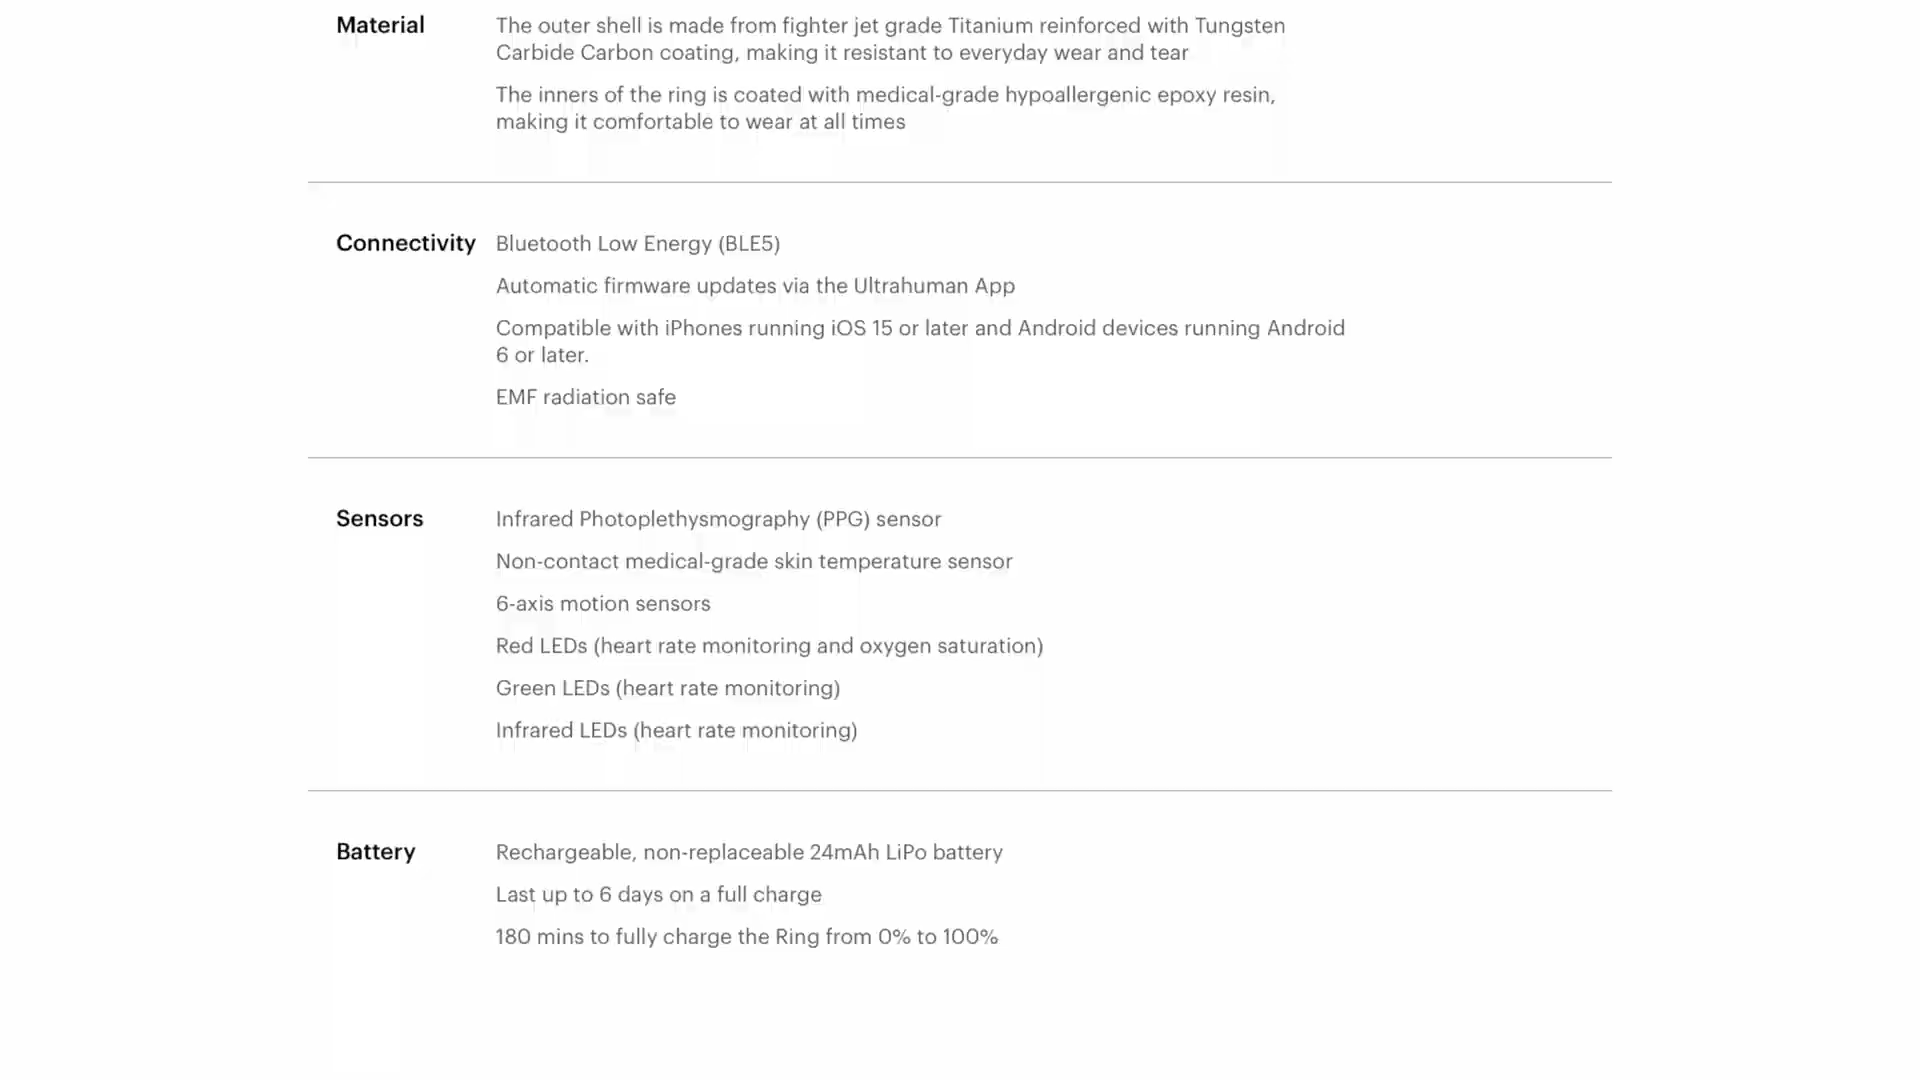 Material
The outer shell is made from fighter jet grade Titanium reinforced with Tungsten
Carbide Carbon coating, making it resistant to everyday wear and tear
The inners of the ring is coated with medical-grade hypoallergenic epoxy resin,
making it comfortable to wear at all times
Connectivity
Bluetooth Low Energy (BLE5)
Automatic firmware updates via the Ultrahuman App
Compatible with iPhones running iOS 15 or later and Android devices running Android
6 or later.
EMF radiation safe
Sensors
Infrared Photoplethysmography (PPG) sensor
Non-contact medical-grade skin temperature sensor
6-axis motion sensors
Red LEDs (heart rate monitoring and oxygen saturation)
Green LEDs (heart rate monitoring)
Infrared LEDs (heart rate monitoring)
Battery
Rechargeable, non-replaceable 24mAh LiPo battery
Last up to 6 days on a full charge
180 mins to fully charge the Ring from 0% to 100%